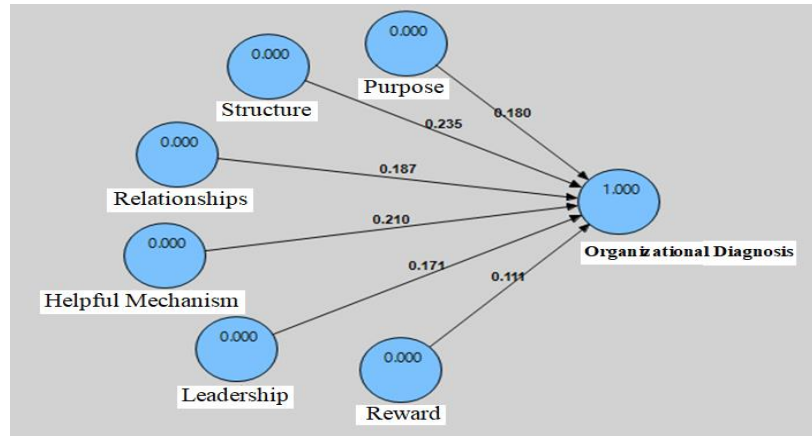 0.000
Purpose
0.000
Structure
0.180
0.235
0.000
Relationships
0.187
1.000
Organizational Diagnosis
0.210
0.000
Helpful Mechanism
0.171
0.111
0.000
Leadership
0.000
Reward